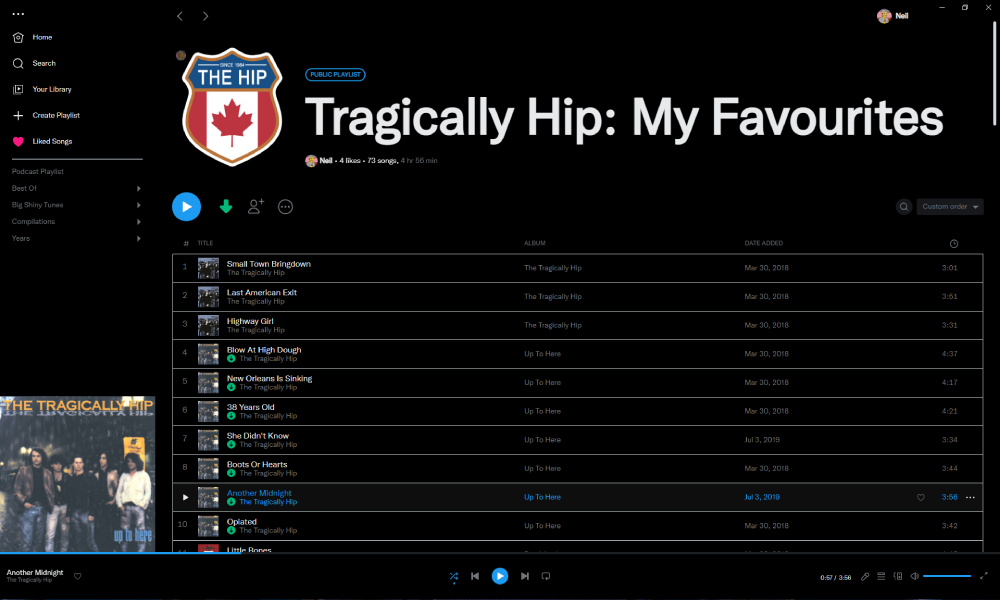 Neil
Home
Search
Your Library
Create Playlist
Liked Songs
Podcast Playlist
Best Of
Big Shiny Tunes
Compilations
Years
SINCE 1984
THE HIP
PUBLIC PLAYLIST
Tragically Hip: My Favourites
Neil • 4 likes • 73 songs, 4 hr 56 min
Custom order
# TITLE ALBUM DATE ADDED
1 Small Town Bringdown The Tragically Hip Mar 30, 2018 3:01
The Tragically Hip
2 Last American Exit The Tragically Hip Mar 30, 2018 3:51
The Tragically Hip
3 Highway Girl The Tragically Hip Mar 30, 2018 3:31
The Tragically Hip
4 Blow At High Dough Up To Here Mar 30, 2018 4:37
The Tragically Hip
5 New Orleans Is Sinking Up To Here Mar 30, 2018 4:17
The Tragically Hip
6 38 Years Old Up To Here Mar 30, 2018 4:21
The Tragically Hip
7 She Didn't Know Up To Here Jul 3, 2019 3:34
The Tragically Hip
8 Boots Or Hearts Up To Here Mar 30, 2018 3:44
The Tragically Hip
Another Midnight Up To Here Jul 3, 2019 3:56
The Tragically Hip
10 Opiated Up To Here Mar 30, 2018 3:42
The Tragically Hip
Little Bones
THE TRAGICALLY HIP
up to here
Another Midnight
The Tragically Hip
0:57 / 3:56